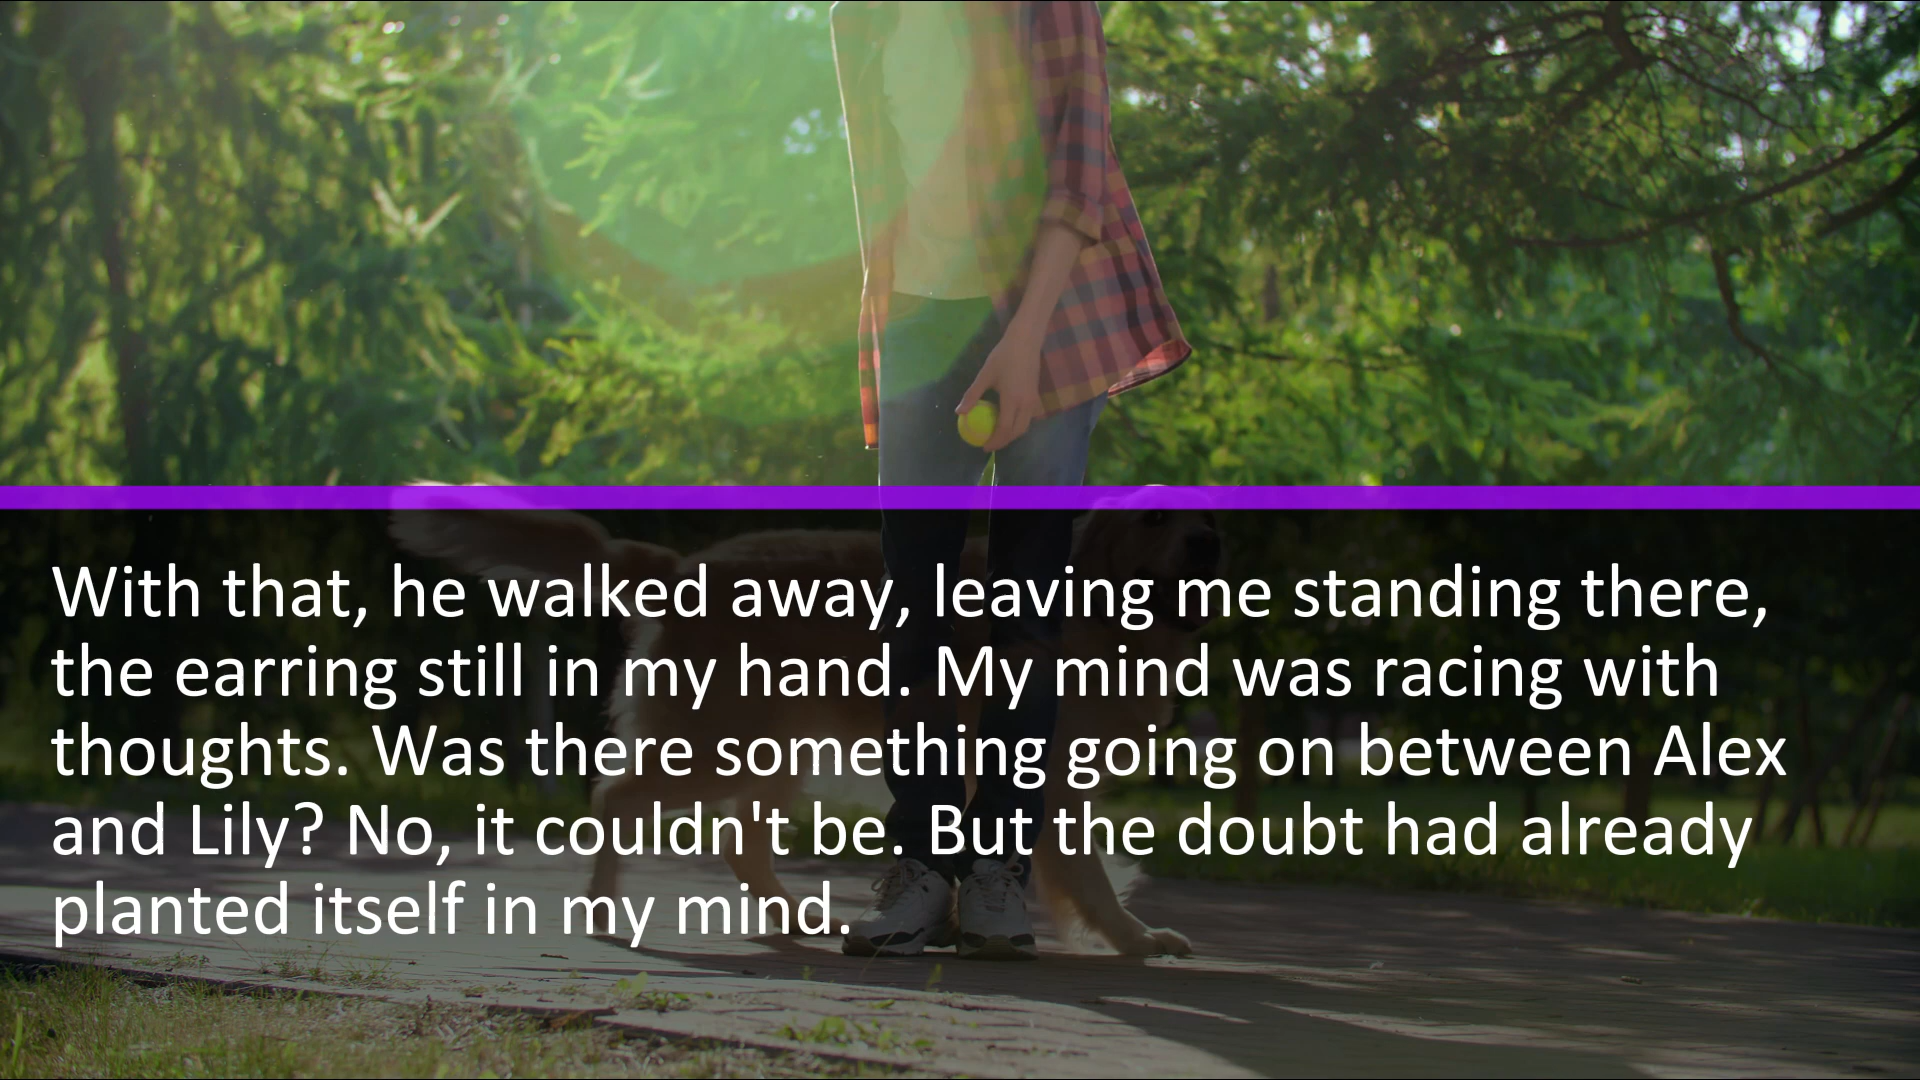 With that, he walked away, leaving me standing there,
the earring still in my hand. My mind was racing with
thoughts. Was there something going on between Alex
and Lily? No, it couldn't be. But the doubt had already
planted itself in my mind.